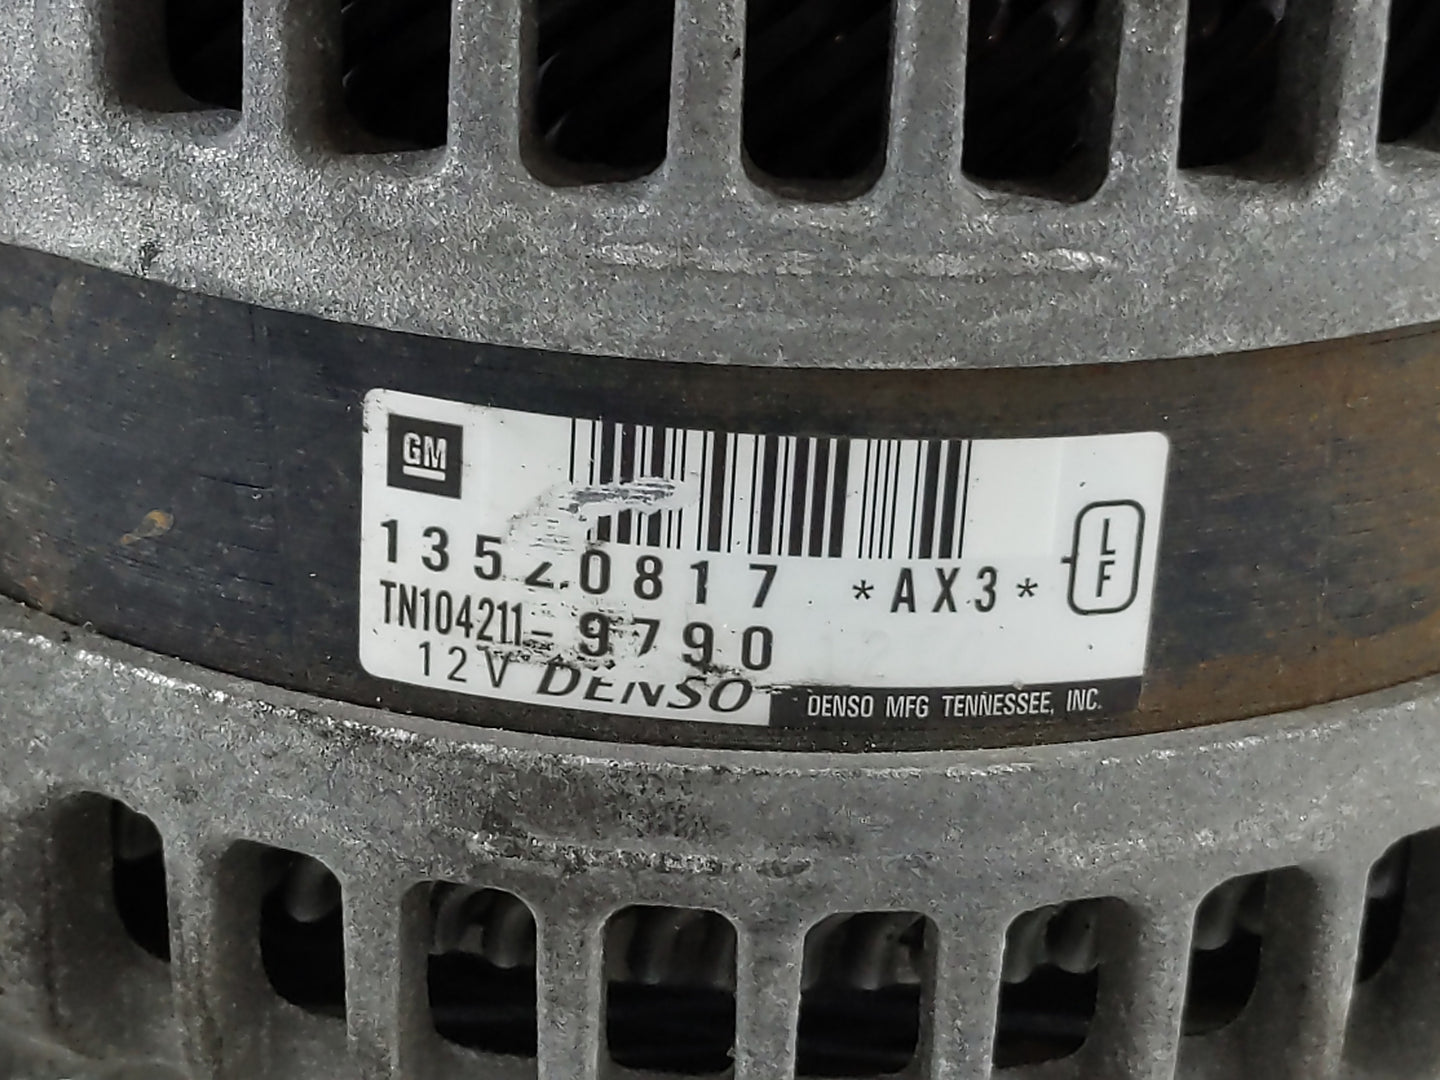 GM
13520817 *AX3* LF
TN104211-9790
12V DENSO DENSO MFG TENNESSEE, INC.